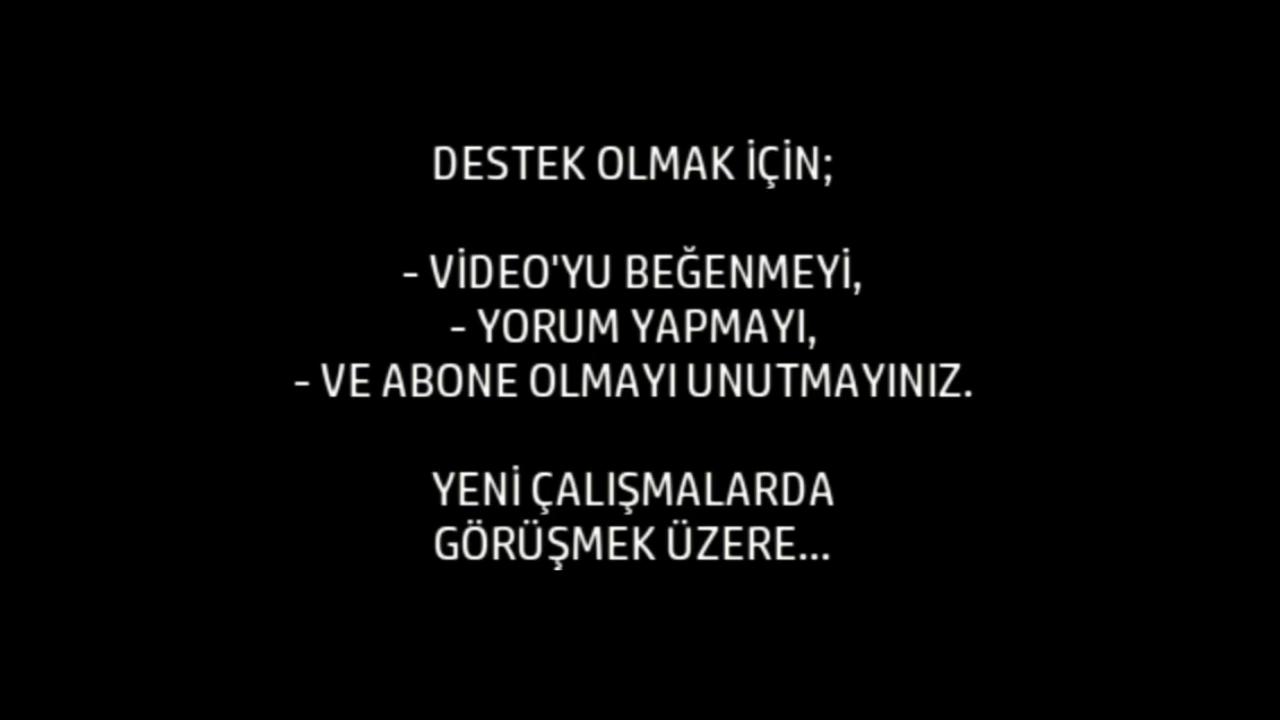 DESTEK OLMAK İÇİN;
- VİDEO'YU BEĞENMEYİ,
- YORUM YAPMAYI,
- VE ABONE OLMAYI UNUTMAYINIZ.
YENİ ÇALIŞMALARDA
GÖRÜŞMEK ÜZERE...